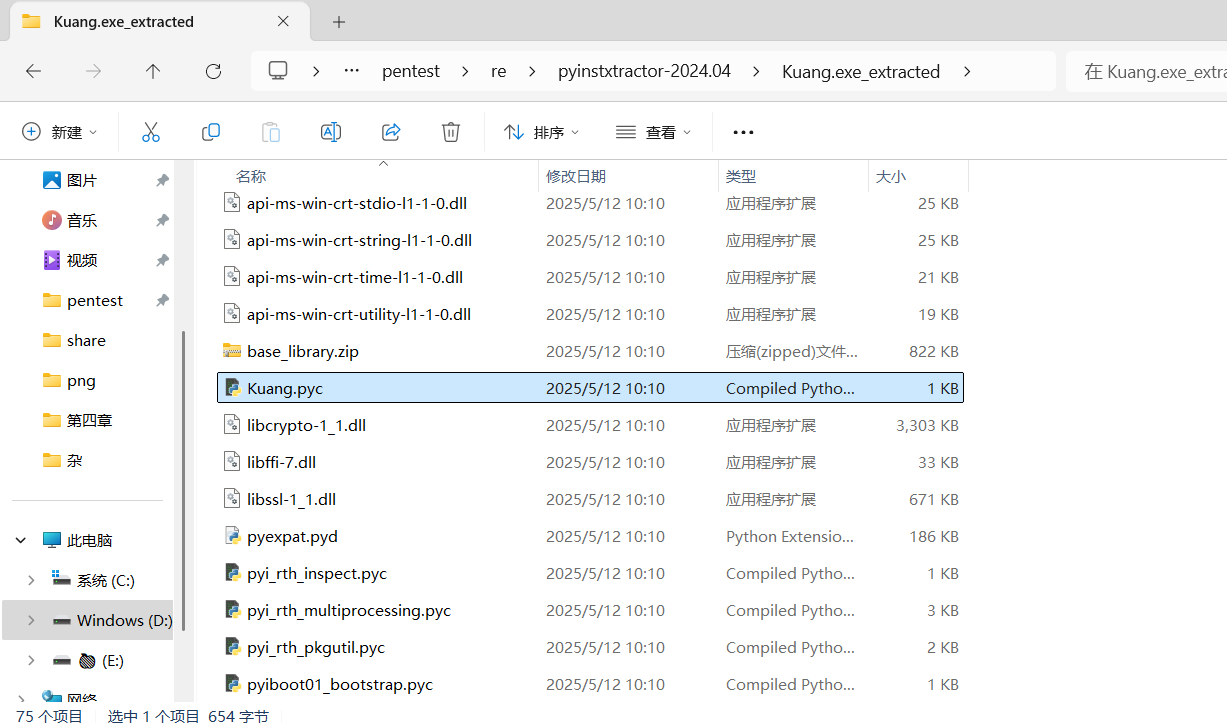 Kuang.exe_extracted
pentest re pyinstxtractor-2024.04 Kuang.exe_extracted 在 Kuang.exe_extra
新建 排序 查看
名称 修改日期 类型 大小
图片
音乐
视频
pentest
share
png
第四章
杂
此电脑
系统 (C:)
Windows (D:)
(E:)
网络
api-ms-win-crt-stdio-l1-1-0.dll 2025/5/12 10:10 应用程序扩展 25 KB
api-ms-win-crt-string-l1-1-0.dll 2025/5/12 10:10 应用程序扩展 25 KB
api-ms-win-crt-time-l1-1-0.dll 2025/5/12 10:10 应用程序扩展 21 KB
api-ms-win-crt-utility-l1-1-0.dll 2025/5/12 10:10 应用程序扩展 19 KB
base_library.zip 2025/5/12 10:10 压缩(zipped)文件... 822 KB
Kuang.pyc 2025/5/12 10:10 Compiled Pytho... 1 KB
libcrypto-1_1.dll 2025/5/12 10:10 应用程序扩展 3,303 KB
libffi-7.dll 2025/5/12 10:10 应用程序扩展 33 KB
libssl-1_1.dll 2025/5/12 10:10 应用程序扩展 671 KB
pyexpat.pyd 2025/5/12 10:10 Python Extensio... 186 KB
pyi_rth_inspect.pyc 2025/5/12 10:10 Compiled Pytho... 1 KB
pyi_rth_multiprocessing.pyc 2025/5/12 10:10 Compiled Pytho... 3 KB
pyi_rth_pkgutil.pyc 2025/5/12 10:10 Compiled Pytho... 2 KB
pyiboot01_bootstrap.pyc 2025/5/12 10:10 Compiled Pytho... 1 KB
75 个项目 选中 1 个项目 654 字节